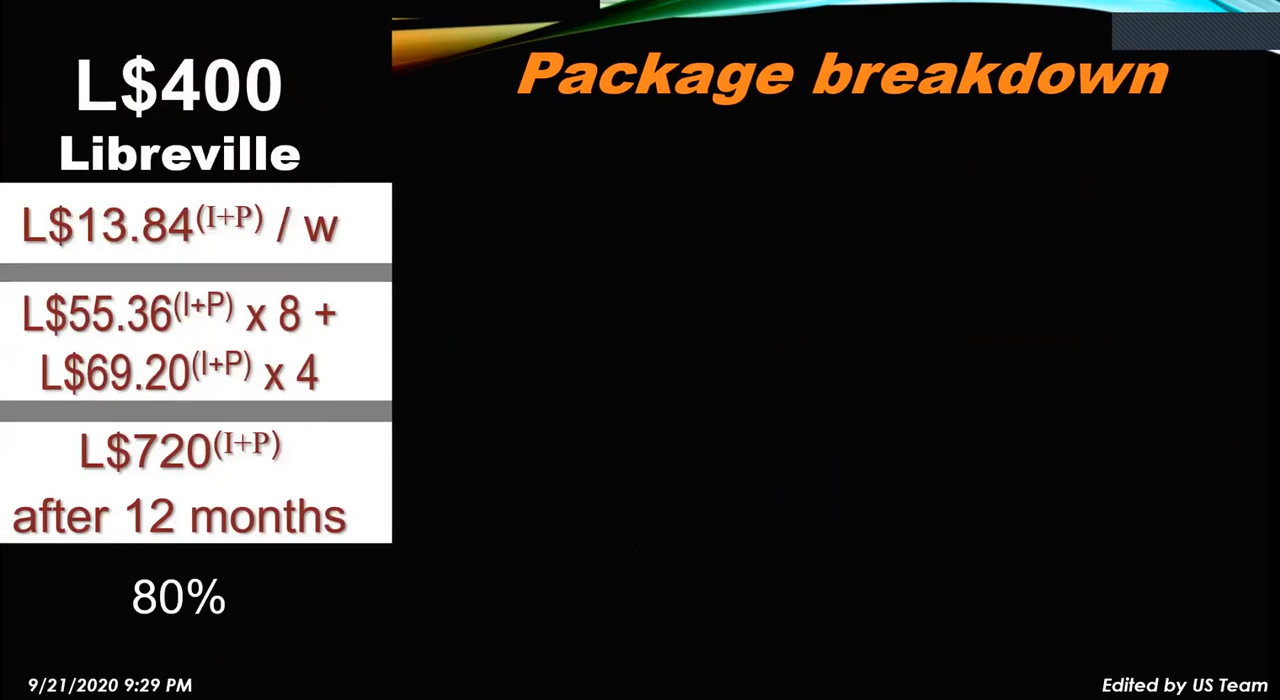 L$400
Package breakdown
Libreville
L$13.84(I+P) / w
L$55.36(I+P) x 8 +
L$69.20(I+P) x 4
L$720(I+P)
after 12 months
80%
9/21/2020 9:29 PM
Edited by US Team